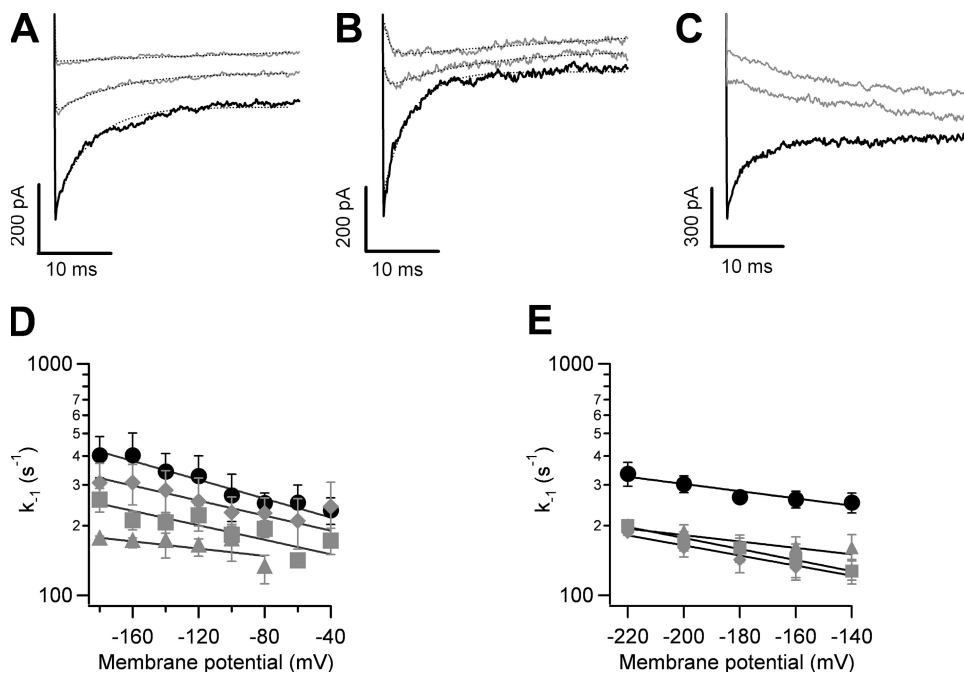 A
B
C
200 pA
10 ms
200 pA
10 ms
300 pA
10 ms
D
E
1000
7
6
5
4
3
2
100
k-1 (s-1)
-160
-120
-80
-40
Membrane potential (mV)
1000
7
6
5
4
3
2
100
k-1 (s-1)
-220
-200
-180
-160
-140
Membrane potential (mV)